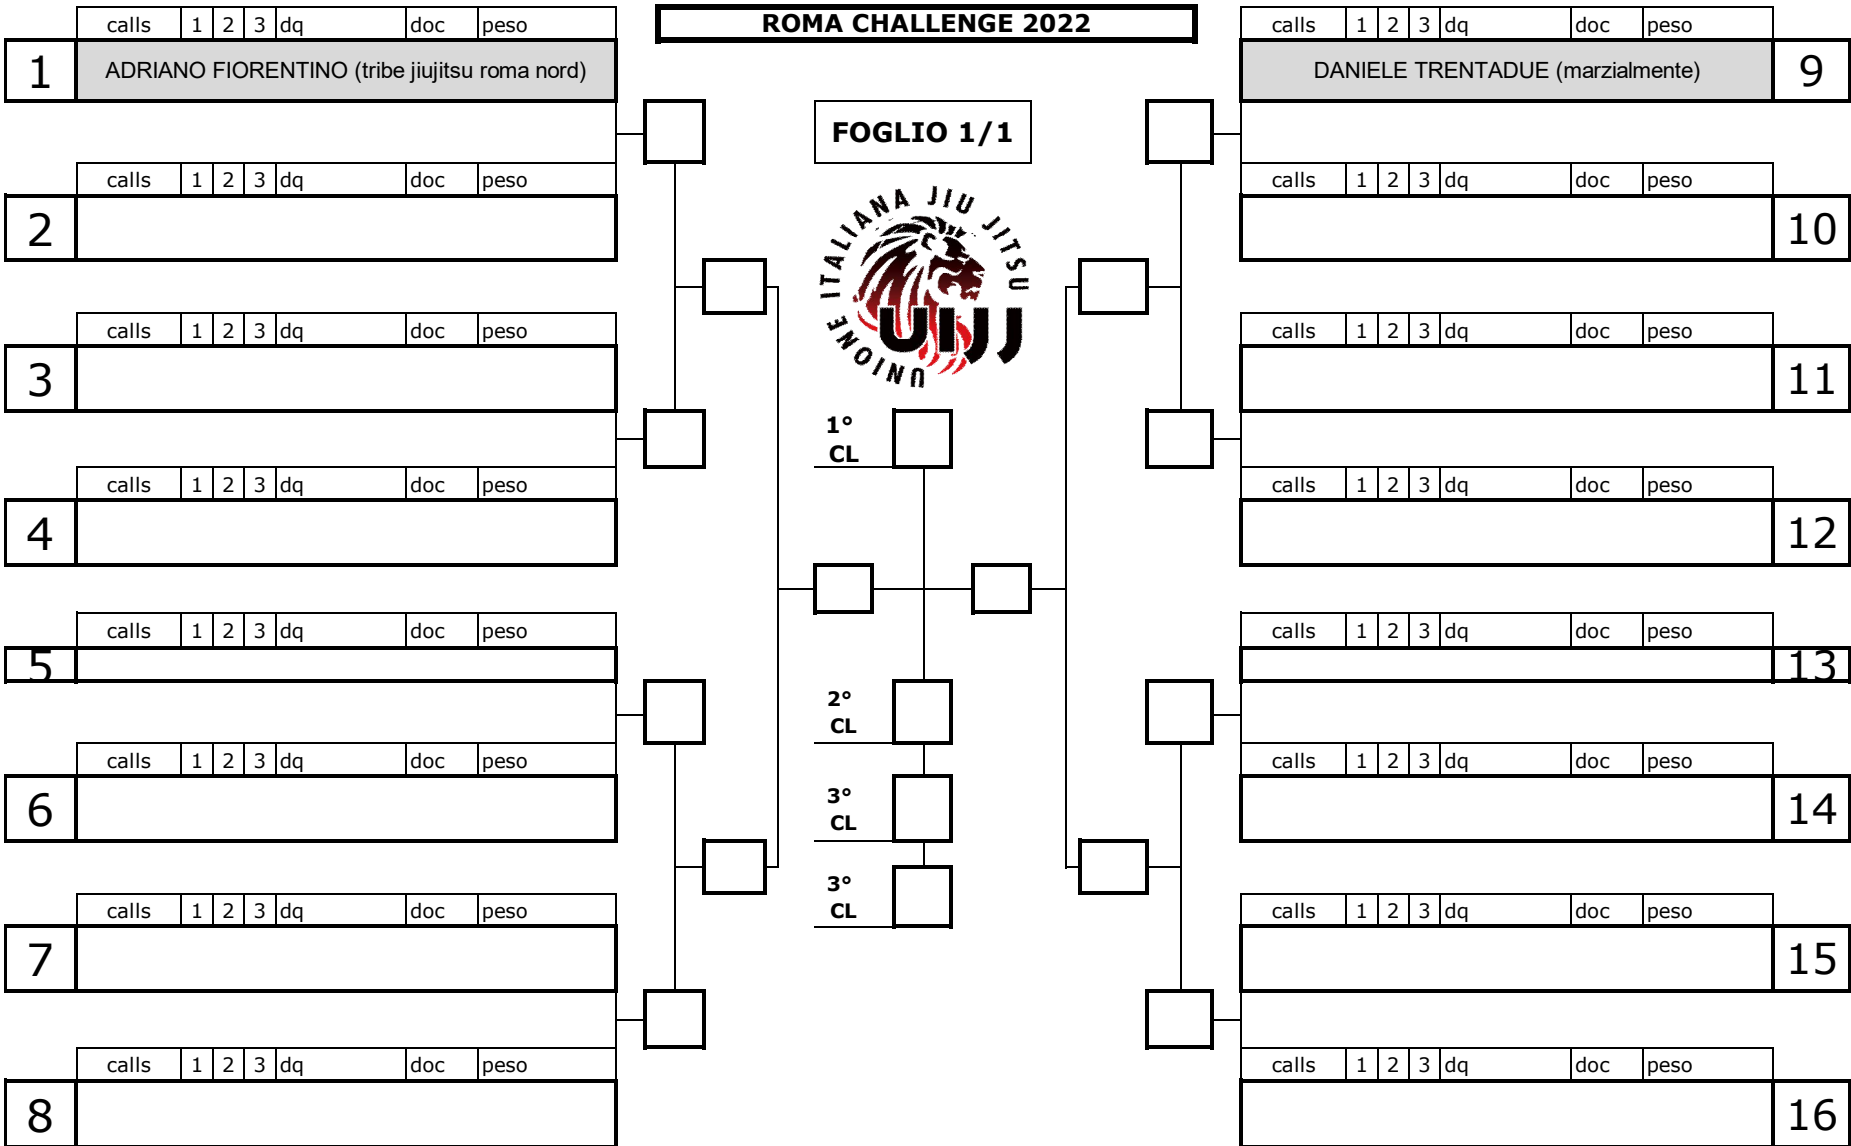 calls 1 2 3 dq doc peso
ROMA CHALLENGE 2022
calls 1 2 3 dq doc peso
1 ADRIANO FIORENTINO (tribe jiujitsu roma nord)
DANIELE TRENTADUE (marzialmente) 9
FOGLIO 1/1
calls 1 2 3 dq doc peso
calls 1 2 3 dq doc peso
2
10
UNIONE ITALIANA JIU JITSU
UIJJ
calls 1 2 3 dq doc peso
calls 1 2 3 dq doc peso
3
11
1°
CL
calls 1 2 3 dq doc peso
calls 1 2 3 dq doc peso
4
12
calls 1 2 3 dq doc peso
calls 1 2 3 dq doc peso
5
13
2°
CL
calls 1 2 3 dq doc peso
calls 1 2 3 dq doc peso
6
14
3°
CL
3°
CL
calls 1 2 3 dq doc peso
calls 1 2 3 dq doc peso
7
15
calls 1 2 3 dq doc peso
calls 1 2 3 dq doc peso
8
16